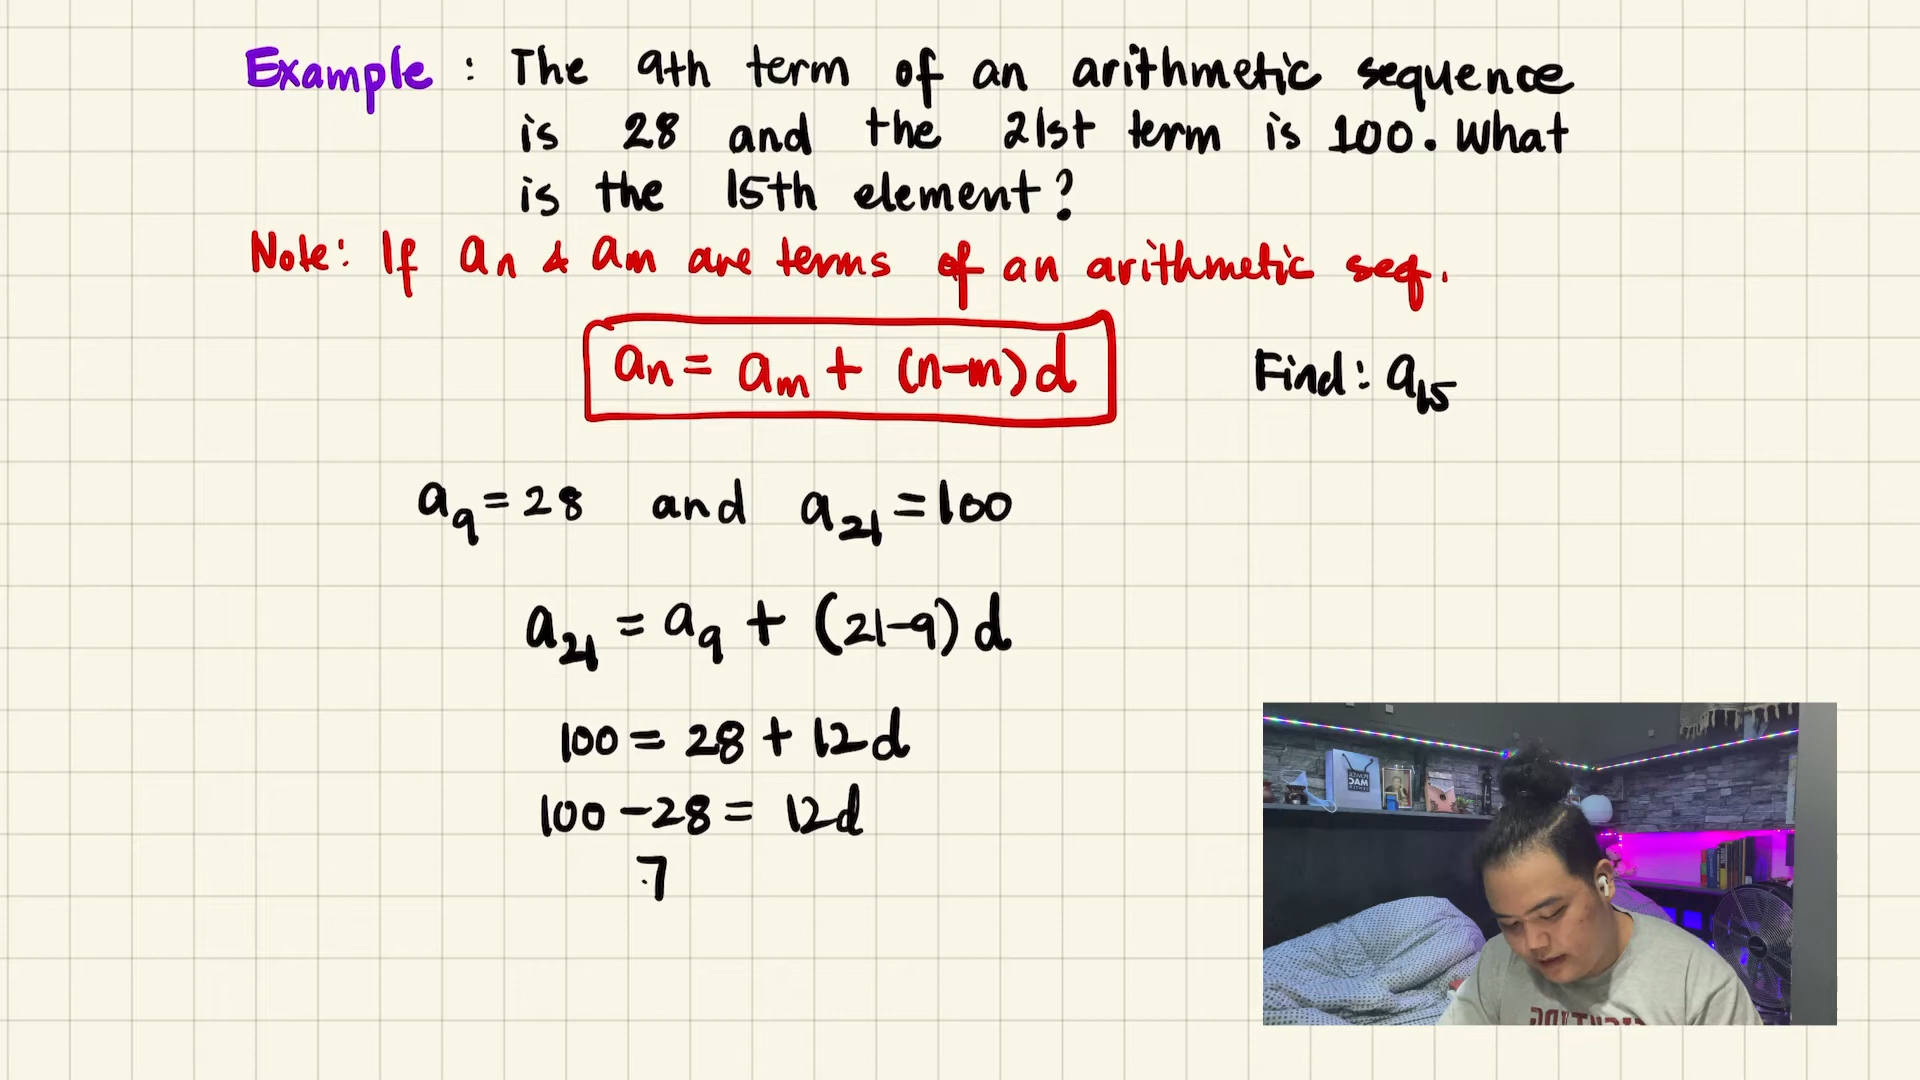 Example : The 9th term of an arithmetic sequence
is 28 and the 21st term is 100. What
is the 15th element?
Note: If an & am are terms of an arithmetic seq.
an = am + (n-m)d
Find: a15
a9 = 28 and a21 = 100
a21 = a9 + (21-9)d
100 = 28 + 12d
100 - 28 = 12d
7